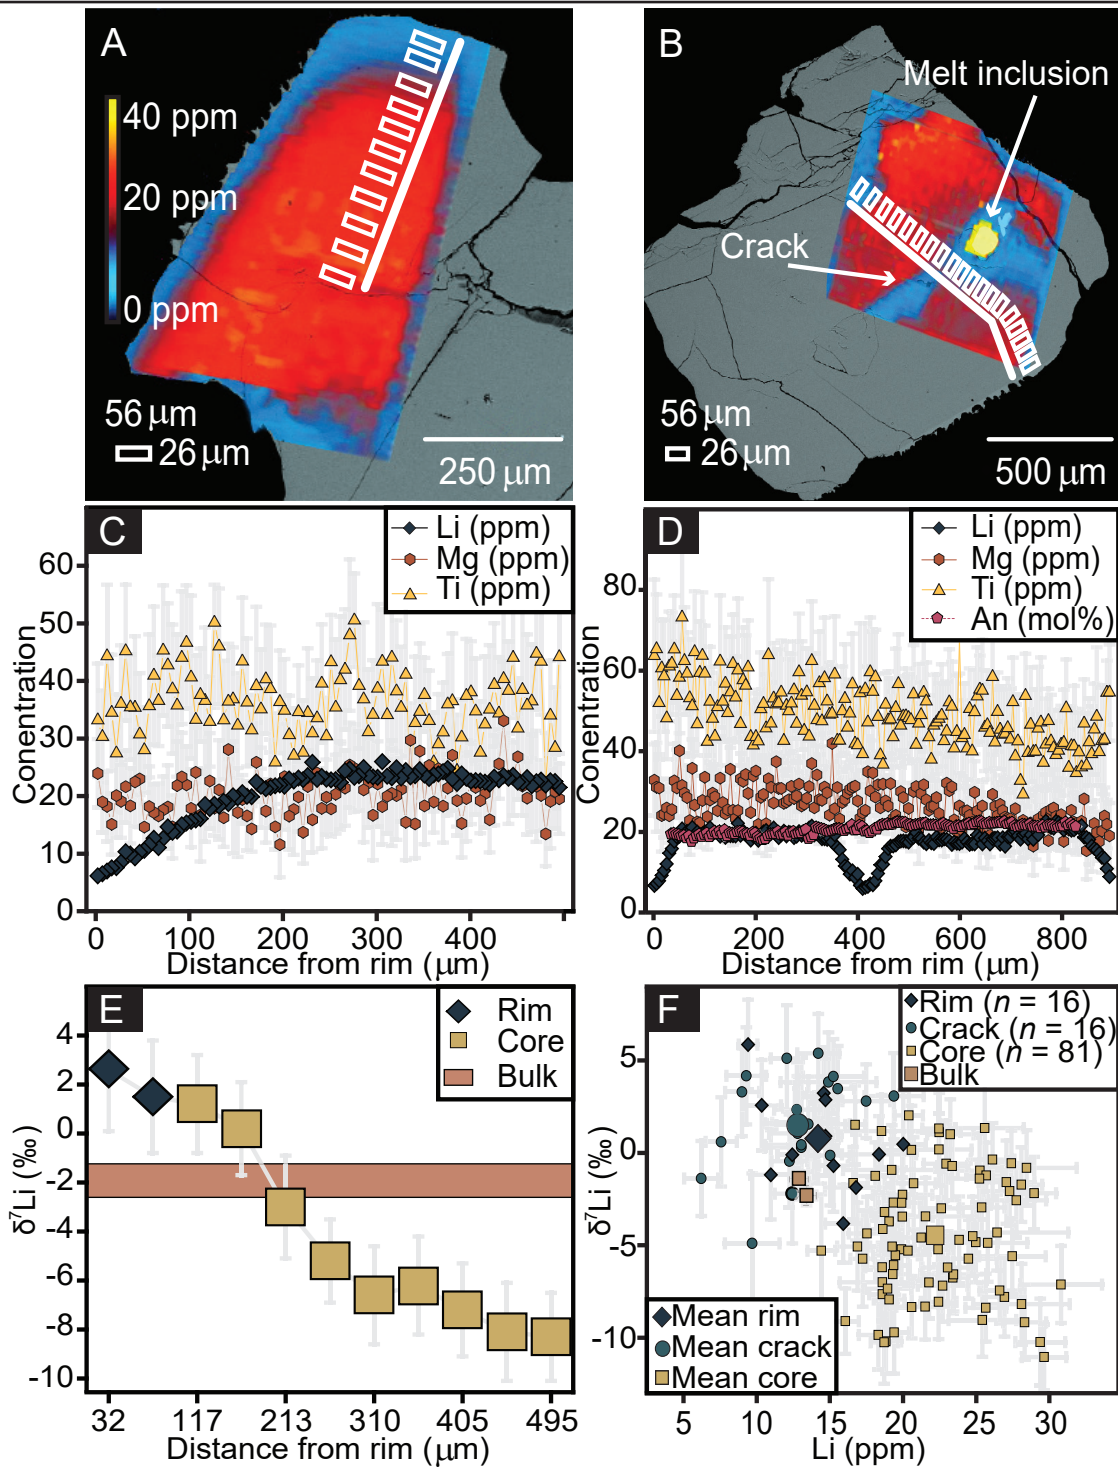 A
40 ppm
20 ppm
0 ppm
56 μm
26 μm
250 μm
B
Melt inclusion
Crack
56 μm
26 μm
500 μm
C
Li (ppm)
Mg (ppm)
Ti (ppm)
60
50
40
30
20
10
0
Conentration
0
100
200
300
400
Distance from rim (μm)
D
Li (ppm)
Mg (ppm)
Ti (ppm)
An (mol%)
80
60
40
20
0
Concentration
0
200
400
600
800
Distance from rim (μm)
E
Rim
Core
Bulk
4
2
0
-2
-4
-6
-8
-10
δ⁷Li (‰)
32
117
213
310
405
495
Distance from rim (μm)
F
Rim (n = 16)
Crack (n = 16)
Core (n = 81)
Bulk
5
0.0
-5
-10
δ⁷Li (‰)
Mean rim
Mean crack
Mean core
5
10
15
20
25
30
Li (ppm)